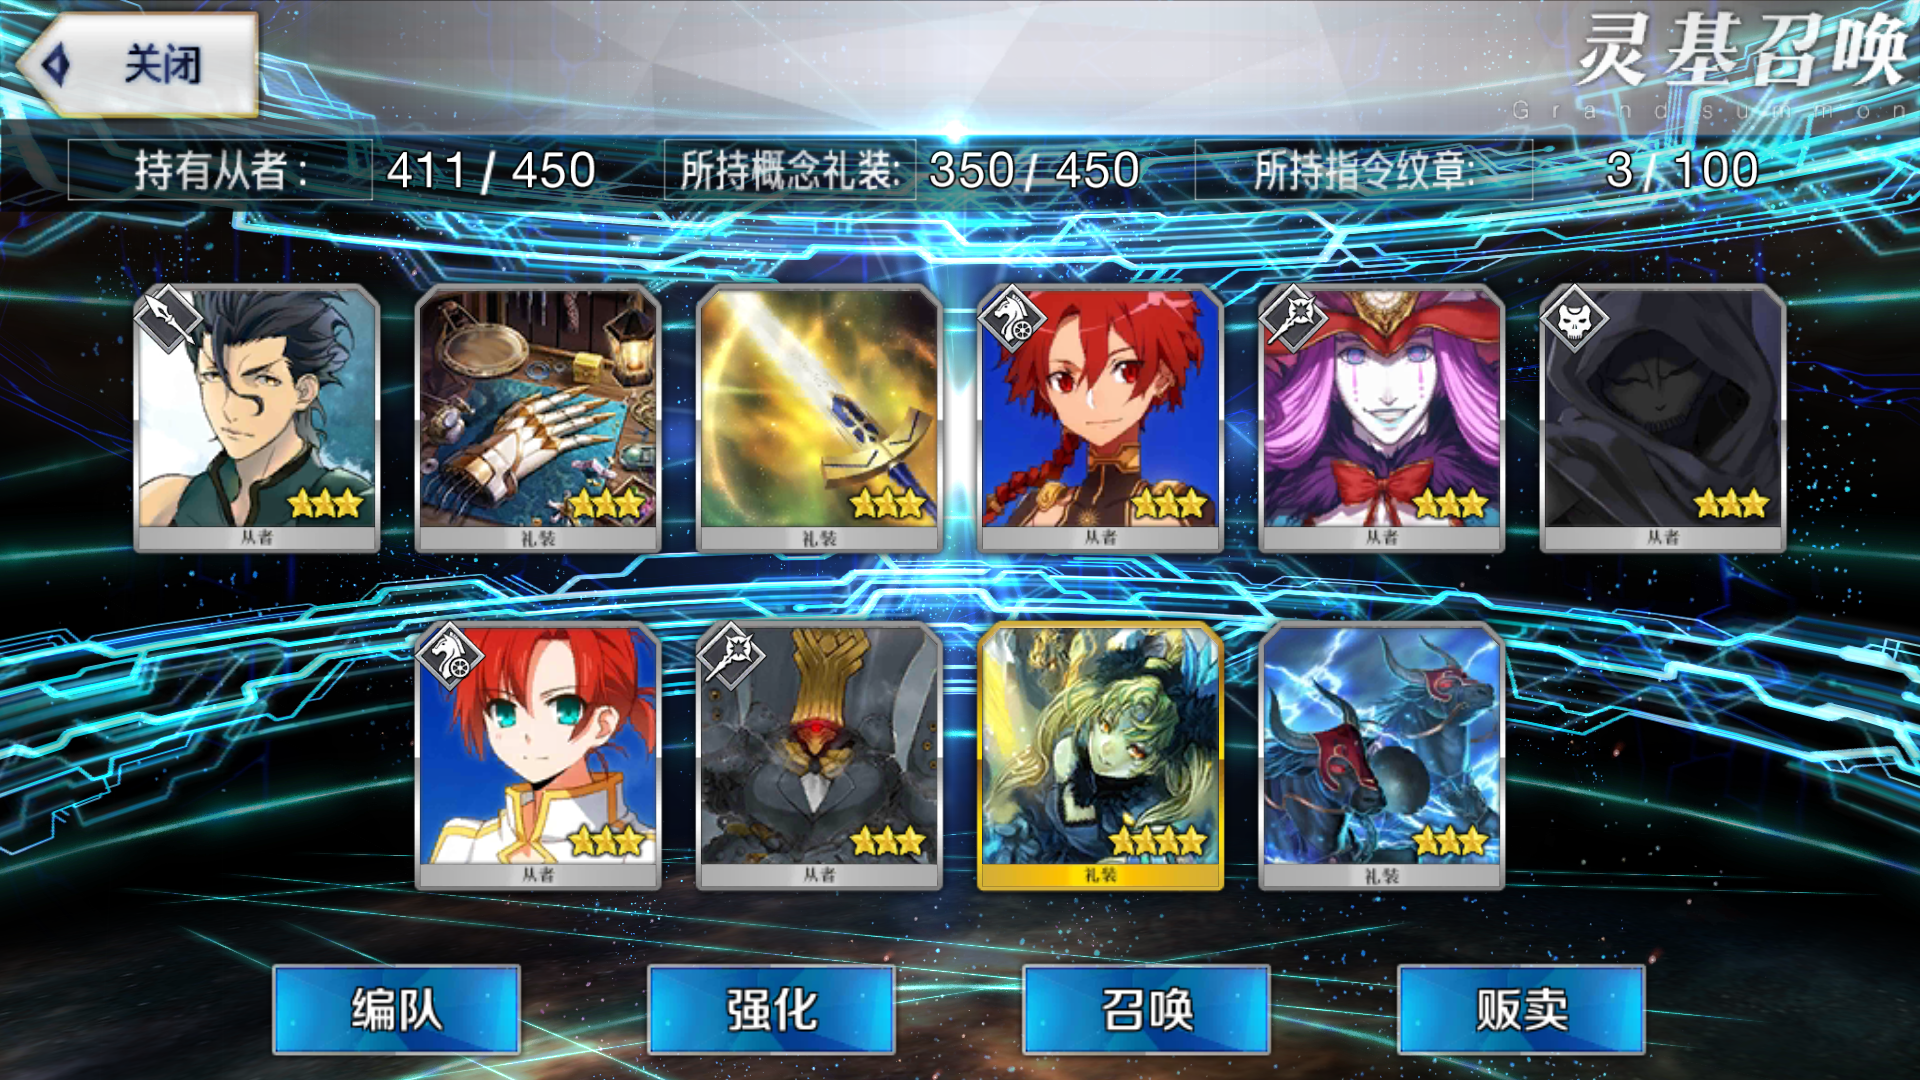 关闭
灵基召唤
Grand summon
持有从者： 411 / 450
所持概念礼装: 350 / 450
所持指令纹章: 3 / 100
从者
礼装
礼装
从者
从者
从者
从者
从者
礼装
礼装
编队
强化
召唤
贩卖